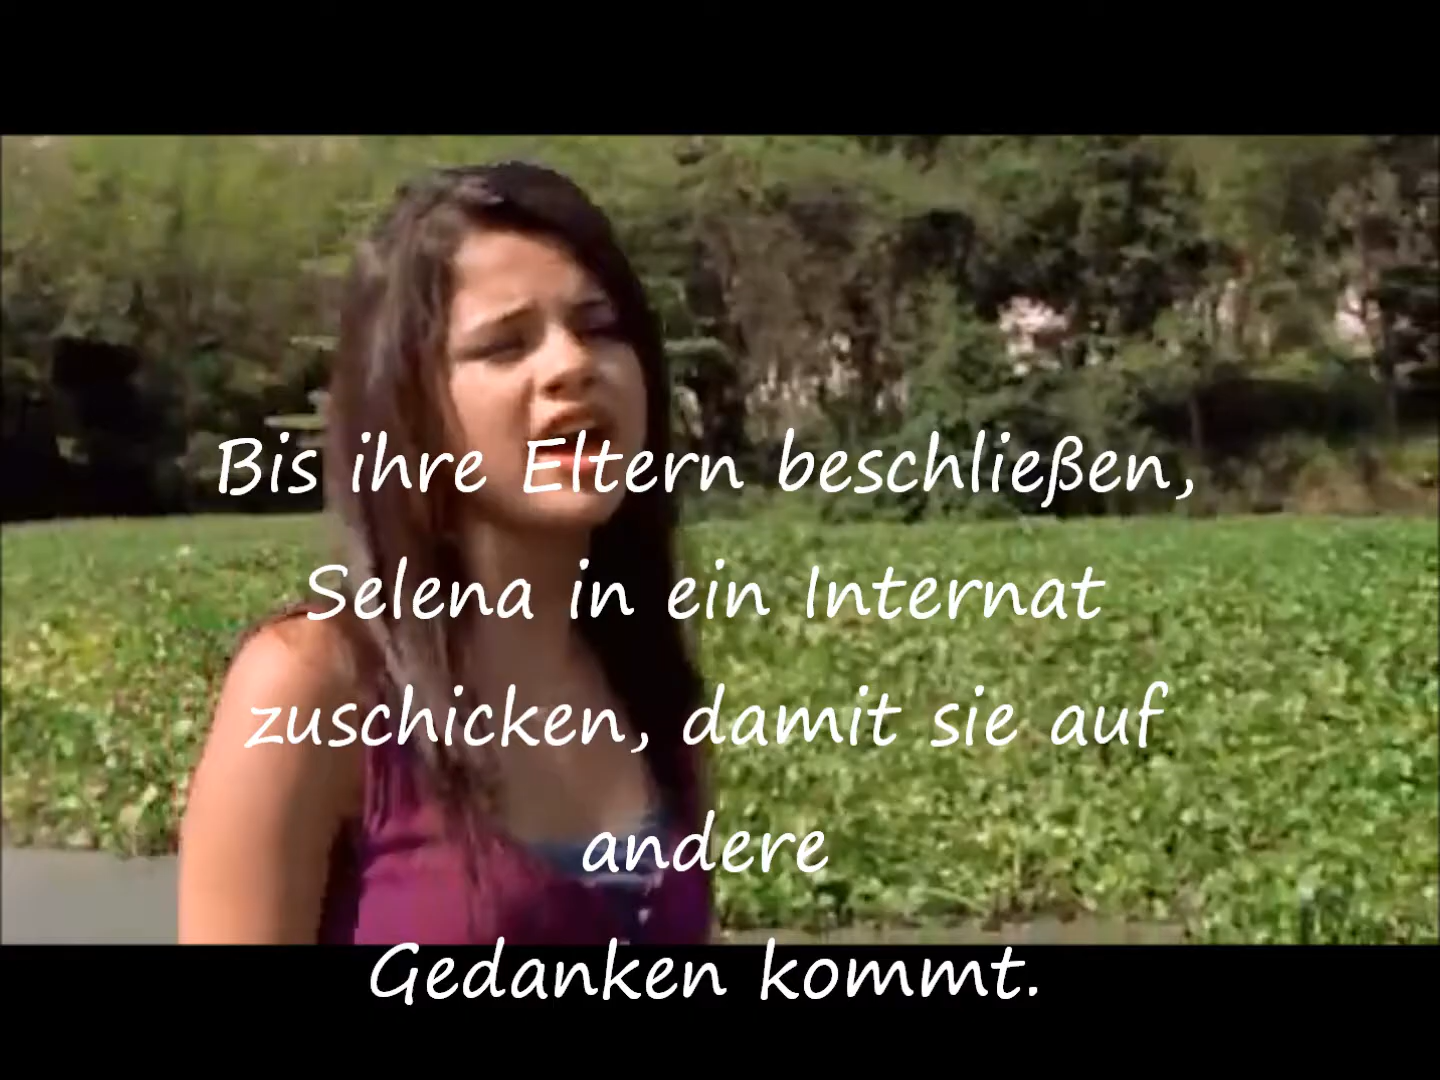 Bis ihre Eltern beschließen,
Selena in ein Internat
zuschicken, damit sie auf
andere
Gedanken kommt.